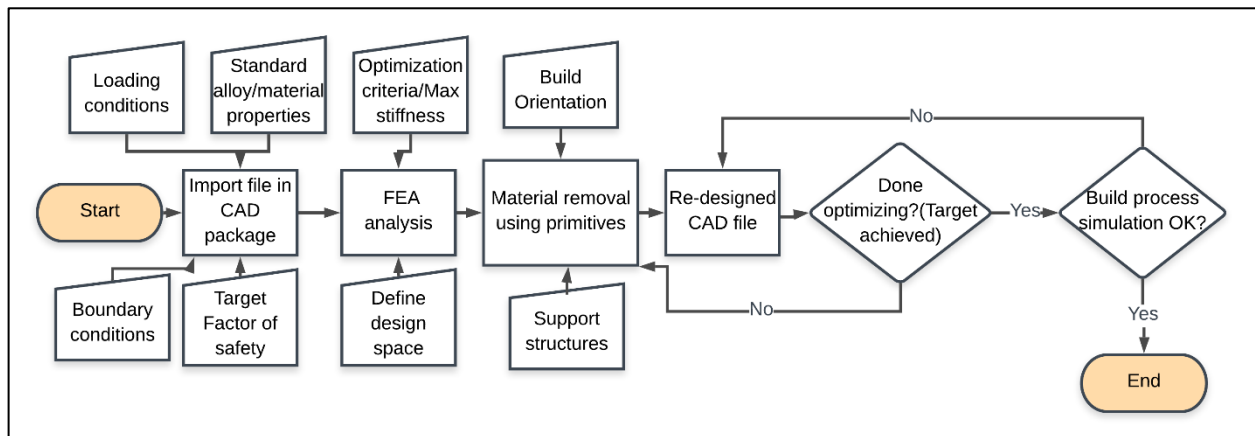 Loading
conditions
Standard
alloy/material
properties
Optimization
criteria/Max
stiffness
Build
Orientation
No
Start
Import file in
CAD
package
FEA
analysis
Material removal
using primitives
Re-designed
CAD file
Done
optimizing?(Target
achieved)
Yes
Build process
simulation OK?
Boundary
conditions
Target
Factor of
safety
Define
design
space
Support
structures
No
Yes
End